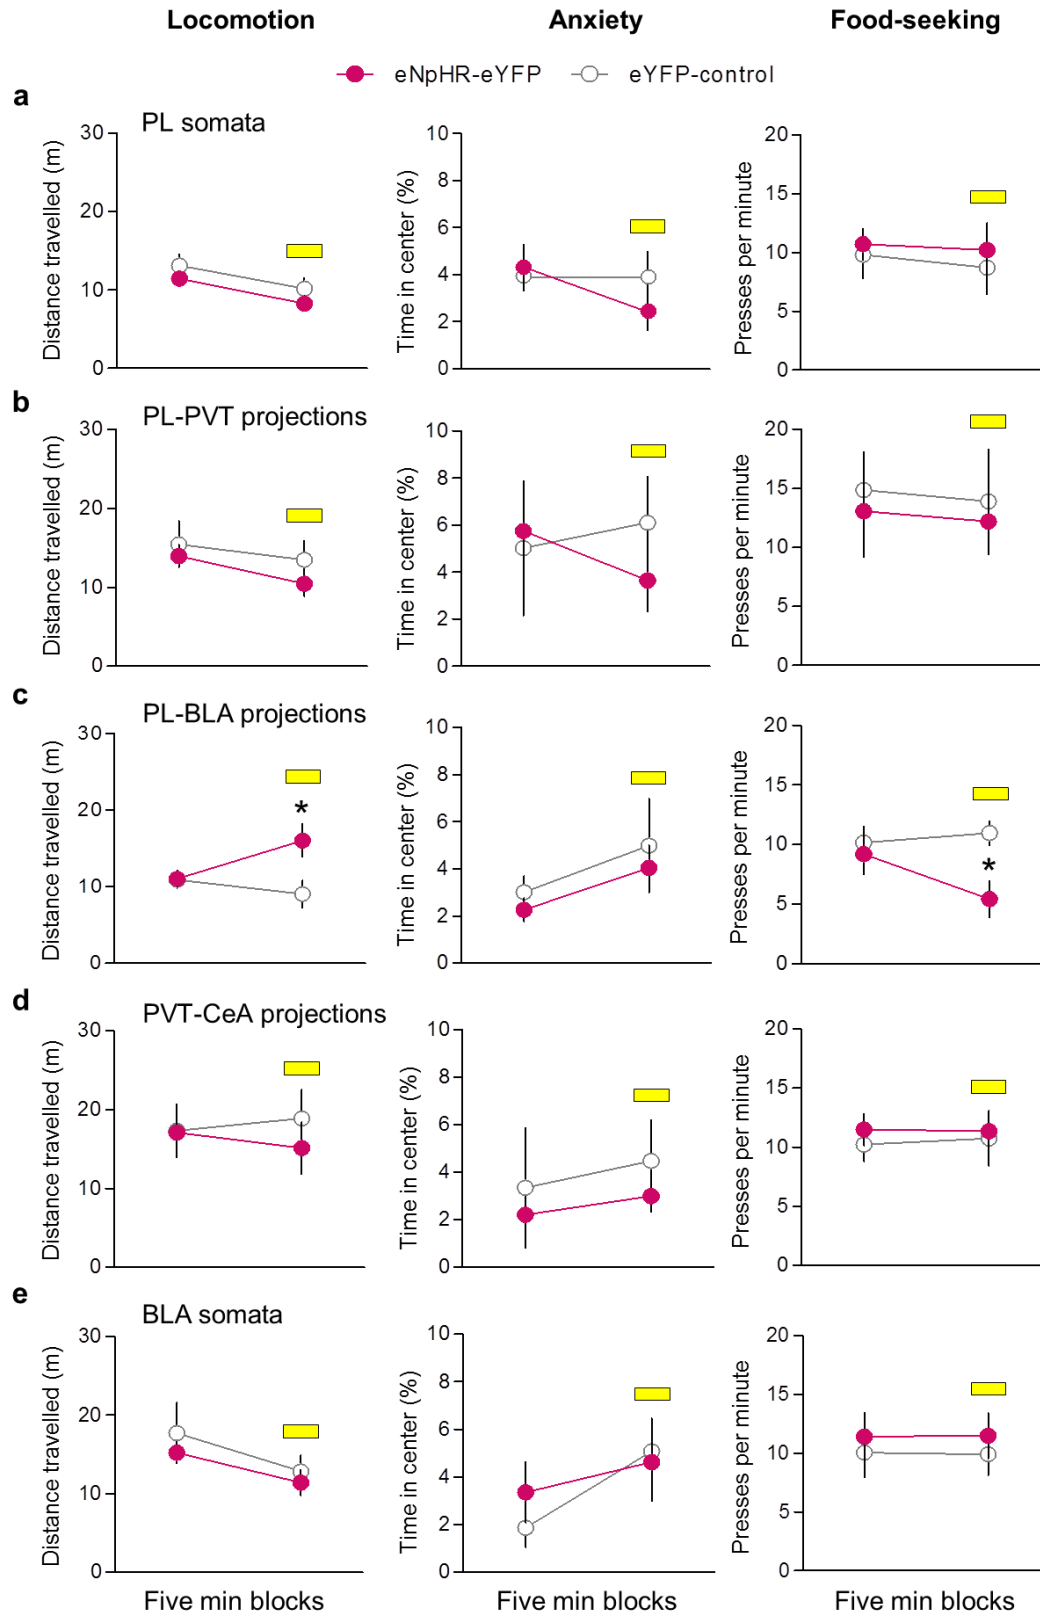 Locomotion Anxiety Food-seeking
eNpHR-eYFP eYFP-control
a
PL somata
Distance travelled (m)
30
20
10
0
Time in center (%)
10
8
6
4
2
0
Presses per minute
20
15
10
5
0
b
PL-PVT projections
Distance travelled (m)
30
20
10
0
Time in center (%)
10
8
6
4
2
0
Presses per minute
20
15
10
5
0
c
PL-BLA projections
Distance travelled (m)
30
20
10
0
*
Time in center (%)
10
8
6
4
2
0
Presses per minute
20
15
10
5
0
*
d
PVT-CeA projections
Distance travelled (m)
30
20
10
0
Time in center (%)
10
8
6
4
2
0
Presses per minute
20
15
10
5
0
e
BLA somata
Distance travelled (m)
30
20
10
0
Time in center (%)
10
8
6
4
2
0
Presses per minute
20
15
10
5
0
Five min blocks Five min blocks Five min blocks